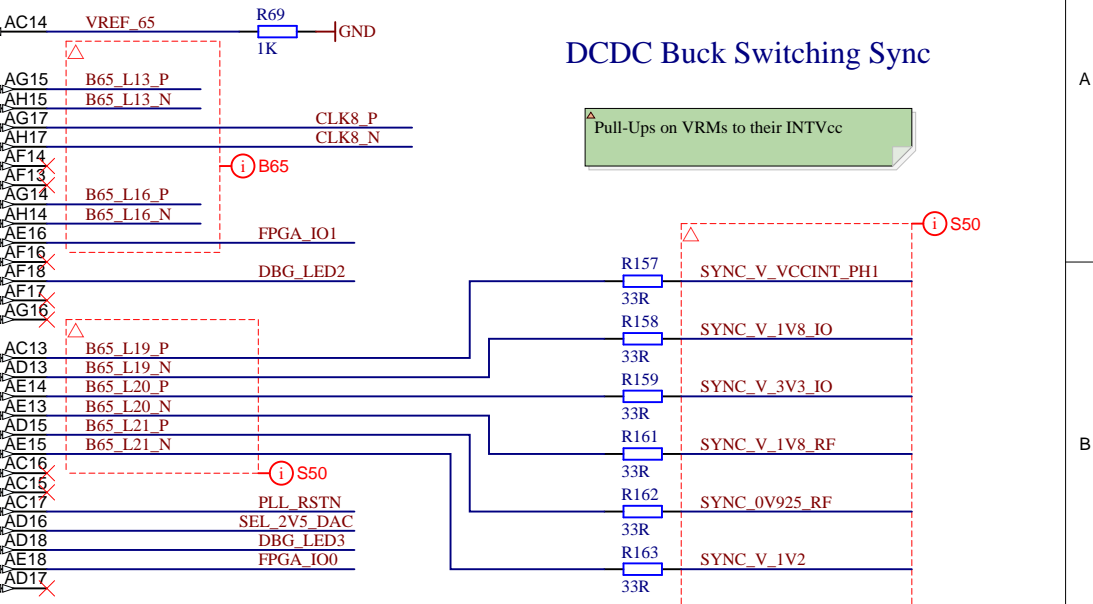 AC14 VREF_65 R69 GND
1K
DCDC Buck Switching Sync
A
Pull-Ups on VRMs to their INTVcc
AG15 B65_L13_P
AH15 B65_L13_N
AG17 CLK8_P
AH17 CLK8_N
AF14
AF13
i B65
AG14 B65_L16_P
AH14 B65_L16_N
AE16 FPGA_IO1
AF16
AF18 DBG_LED2
AF17
AG16
i S50
R157 SYNC_V_VCCINT_PH1
33R
R158 SYNC_V_1V8_IO
33R
AC13 B65_L19_P
AD13 B65_L19_N
AE14 B65_L20_P
AE13 B65_L20_N
AD15 B65_L21_P
AE15 B65_L21_N
R159 SYNC_V_3V3_IO
33R
R161 SYNC_V_1V8_RF
33R
B
AC16
i S50
AC15
AC17 PLL_RSTN
AD16 SEL_2V5_DAC
AD18 DBG_LED3
AE18 FPGA_IO0
AD17
R162 SYNC_0V925_RF
33R
R163 SYNC_V_1V2
33R